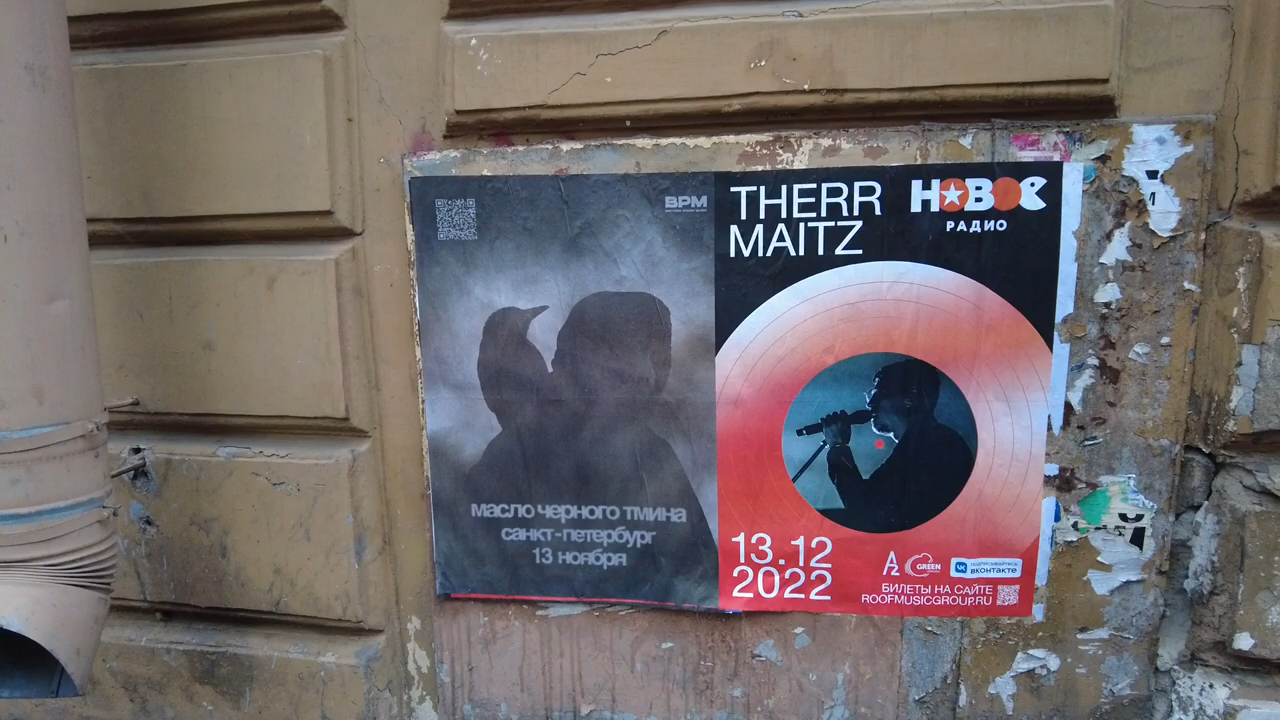 BPM
масло черного тмина
санкт-петербург
13 ноября
THERR
MAITZ
НОВОЕ
РАДИО
13.12
2022
A2
GREEN
ПОДПИСЫВАЙТЕСЬ
ВКОНТАКТЕ
БИЛЕТЫ НА САЙТЕ
ROOFMUSICGROUP.RU